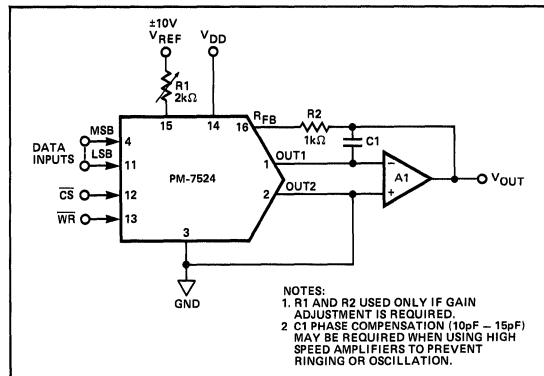 ±10V
VREF
VDD
R1
2kΩ
RFB
R2
1kΩ
C1
15
14
16
DATA
INPUTS
MSB
LSB
4
11
CS
12
WR
13
PM-7524
1
OUT1
2
OUT2
3
A1
−
+
VOUT
GND
NOTES:
1. R1 AND R2 USED ONLY IF GAIN
ADJUSTMENT IS REQUIRED.
2 C1 PHASE COMPENSATION (10pF – 15pF)
MAY BE REQUIRED WHEN USING HIGH
SPEED AMPLIFIERS TO PREVENT
RINGING OR OSCILLATION.